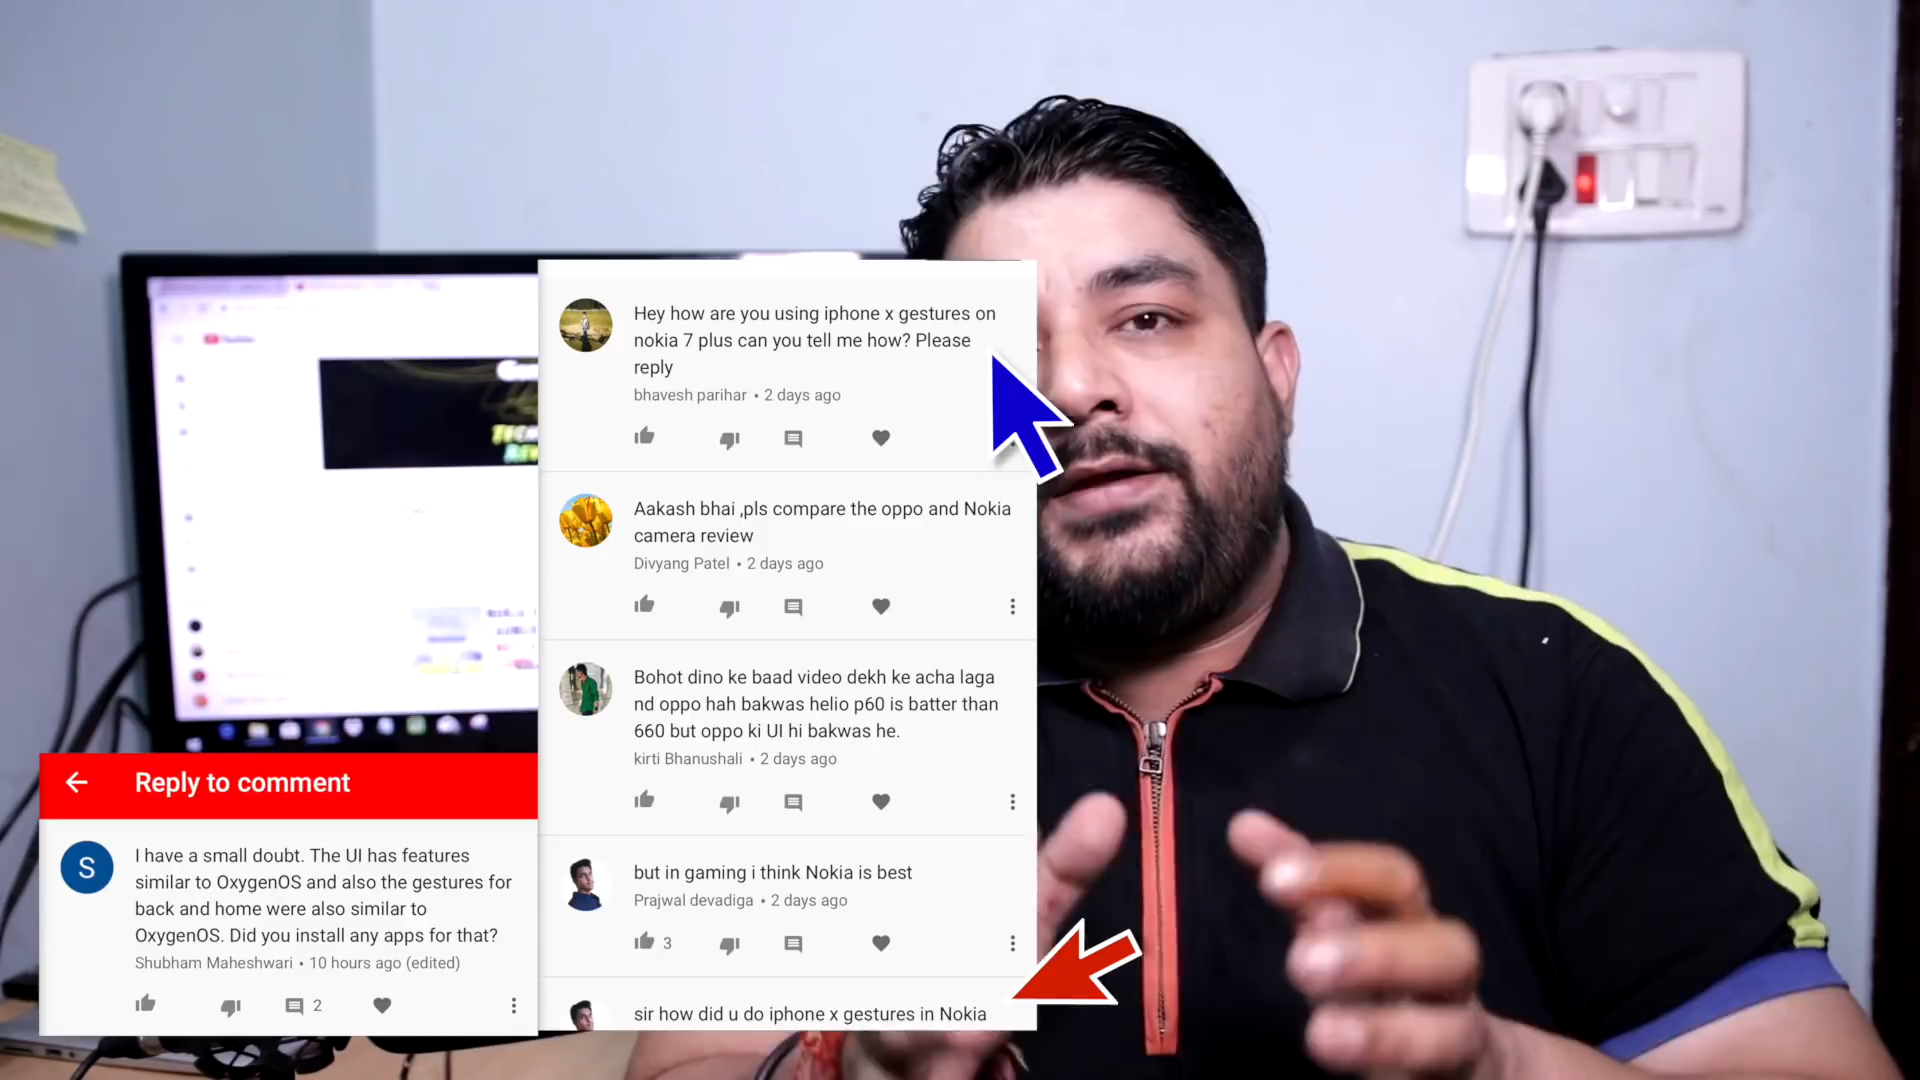 Hey how are you using iphone x gestures on
nokia 7 plus can you tell me how? Please
reply
bhavesh parihar • 2 days ago
Aakash bhai ,pls compare the oppo and Nokia
camera review
Divyang Patel • 2 days ago
Bohot dino ke baad video dekh ke acha laga
nd oppo hah bakwas helio p60 is batter than
660 but oppo ki UI hi bakwas he.
kirti Bhanushali • 2 days ago
but in gaming i think Nokia is best
Prajwal devadiga • 2 days ago
3
sir how did u do iphone x gestures in Nokia
Reply to comment
S
I have a small doubt. The UI has features
similar to OxygenOS and also the gestures for
back and home were also similar to
OxygenOS. Did you install any apps for that?
Shubham Maheshwari • 10 hours ago (edited)
2